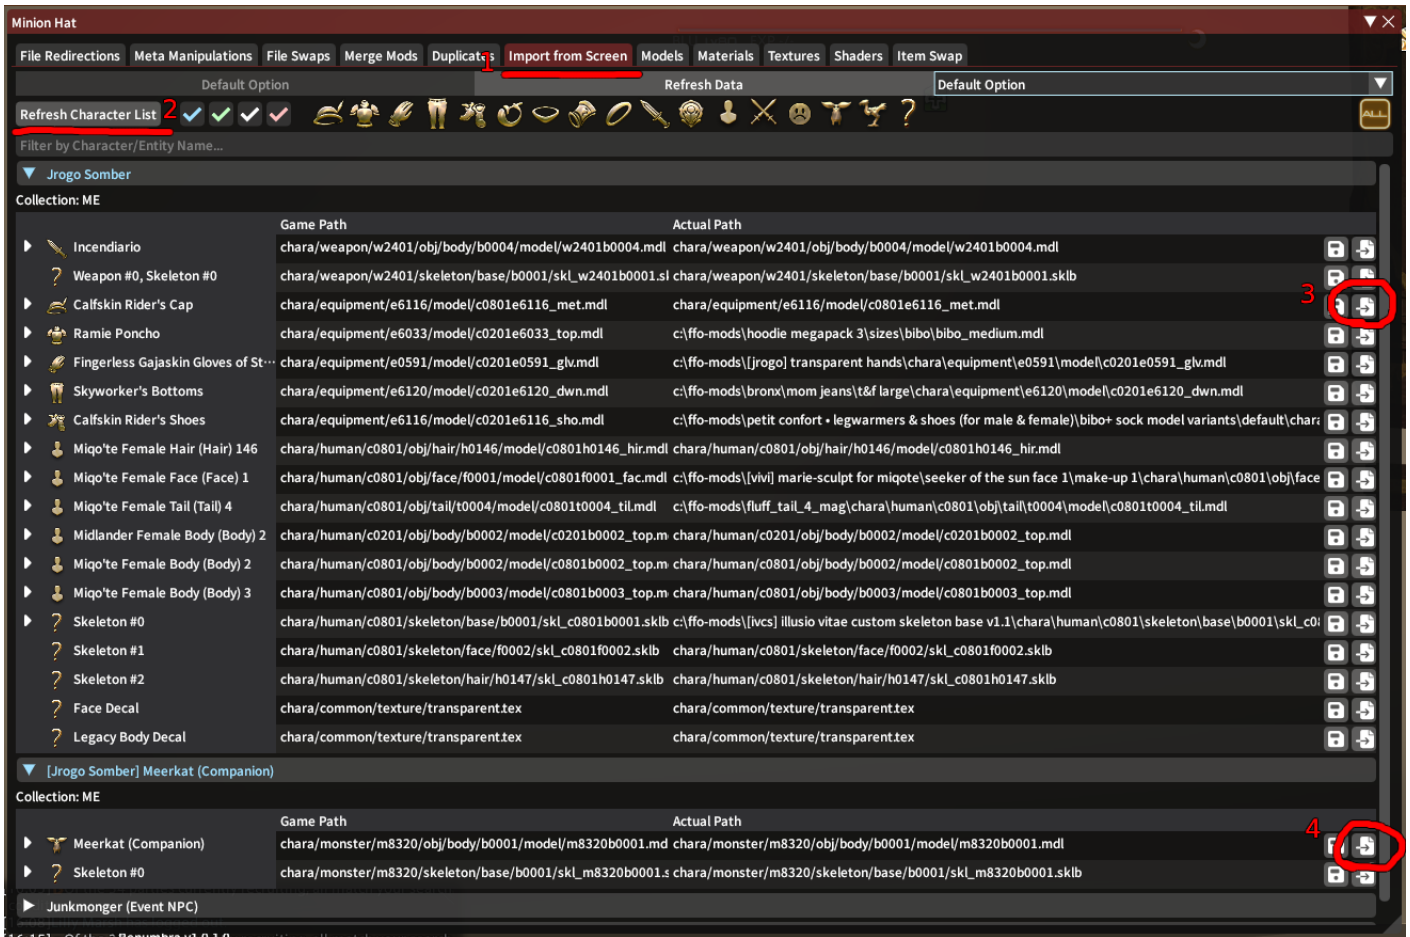 Minion Hat
File Redirections Meta Manipulations File Swaps Merge Mods Duplicates 1 Import from Screen Models Materials Textures Shaders Item Swap
Default Option Refresh Data Default Option
Refresh Character List 2 ALL
Filter by Character/Entity Name...
Jrogo Somber
Collection: ME
Game Path Actual Path
Incendiario chara/weapon/w2401/obj/body/b0004/model/w2401b0004.mdl chara/weapon/w2401/obj/body/b0004/model/w2401b0004.mdl
Weapon #0, Skeleton #0 chara/weapon/w2401/skeleton/base/b0001/skl_w2401b0001.sl chara/weapon/w2401/skeleton/base/b0001/skl_w2401b0001.sklb
Calfskin Rider's Cap chara/equipment/e6116/model/c0801e6116_met.mdl chara/equipment/e6116/model/c0801e6116_met.mdl 3
Ramie Poncho chara/equipment/e6033/model/c0201e6033_top.mdl c:\ffo-mods\hoodie megapack 3\sizes\bibo\bibo_medium.mdl
Fingerless Gajaskin Gloves of St... chara/equipment/e0591/model/c0201e0591_glv.mdl c:\ffo-mods\[jrogo] transparent hands\chara\equipment\e0591\model\c0201e0591_glv.mdl
Skyworker's Bottoms chara/equipment/e6120/model/c0201e6120_dwn.mdl c:\ffo-mods\bronx\mom jeans\t&f large\chara\equipment\e6120\model\c0201e6120_dwn.mdl
Calfskin Rider's Shoes chara/equipment/e6116/model/c0201e6116_sho.mdl c:\ffo-mods\petit confort • legwarmers & shoes (for male & female)\bibo+ sock model variants\default\chara
Miqo'te Female Hair (Hair) 146 chara/human/c0801/obj/hair/h0146/model/c0801h0146_hir.mdl chara/human/c0801/obj/hair/h0146/model/c0801h0146_hir.mdl
Miqo'te Female Face (Face) 1 chara/human/c0801/obj/face/f0001/model/c0801f0001_fac.mdl c:\ffo-mods\[vivi] marie-sculpt for miqote\seeker of the sun face 1\make-up 1\chara\human\c0801\obj\face
Miqo'te Female Tail (Tail) 4 chara/human/c0801/obj/tail/t0004/model/c0801t0004_til.mdl c:\ffo-mods\fluff_tail_4_mag\chara\human\c0801\obj\tail\t0004\model\c0801t0004_til.mdl
Midlander Female Body (Body) 2 chara/human/c0201/obj/body/b0002/model/c0201b0002_top.m chara/human/c0201/obj/body/b0002/model/c0201b0002_top.mdl
Miqo'te Female Body (Body) 2 chara/human/c0801/obj/body/b0002/model/c0801b0002_top.m chara/human/c0801/obj/body/b0002/model/c0801b0002_top.mdl
Miqo'te Female Body (Body) 3 chara/human/c0801/obj/body/b0003/model/c0801b0003_top.m chara/human/c0801/obj/body/b0003/model/c0801b0003_top.mdl
Skeleton #0 chara/human/c0801/skeleton/base/b0001/skl_c0801b0001.sklb c:\ffo-mods\[ivcs] illusio vitae custom skeleton base v1.1\chara\human\c0801\skeleton\base\b0001\skl_c0
Skeleton #1 chara/human/c0801/skeleton/face/f0002/skl_c0801f0002.sklb chara/human/c0801/skeleton/face/f0002/skl_c0801f0002.sklb
Skeleton #2 chara/human/c0801/skeleton/hair/h0147/skl_c0801h0147.sklb chara/human/c0801/skeleton/hair/h0147/skl_c0801h0147.sklb
Face Decal chara/common/texture/transparent.tex chara/common/texture/transparent.tex
Legacy Body Decal chara/common/texture/transparent.tex chara/common/texture/transparent.tex
[Jrogo Somber] Meerkat (Companion)
Collection: ME
Game Path Actual Path
Meerkat (Companion) chara/monster/m8320/obj/body/b0001/model/m8320b0001.md chara/monster/m8320/obj/body/b0001/model/m8320b0001.mdl 4
Skeleton #0 chara/monster/m8320/skeleton/base/b0001/skl_m8320b0001.s chara/monster/m8320/skeleton/base/b0001/skl_m8320b0001.sklb
Junkmonger (Event NPC)